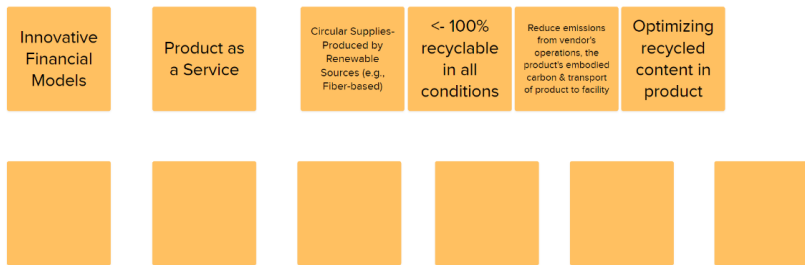 Innovative
Financial
Models
Product as
a Service
Circular Supplies-
Produced by
Renewable
Sources (e.g.,
Fiber-based)
<- 100%
recyclable
in all
conditions
Reduce emissions
from vendor's
operations, the
product's embodied
carbon & transport
of product to facility
Optimizing
recycled
content in
product